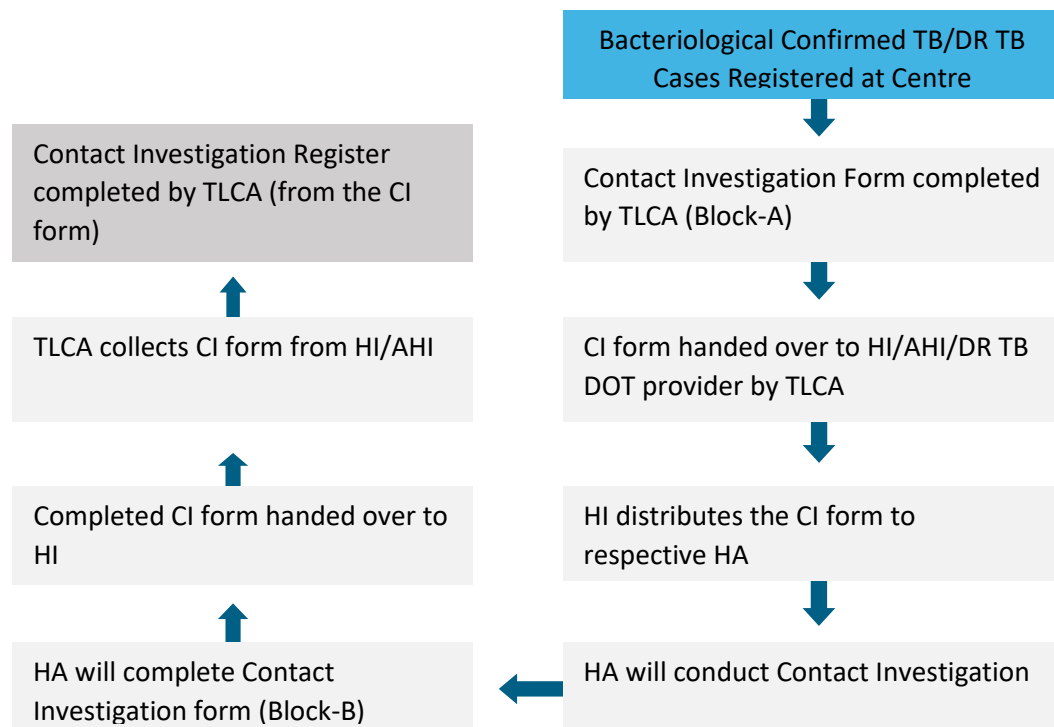 Bacteriological Confirmed TB/DR TB
Cases Registered at Centre
Contact Investigation Form completed
by TLCA (Block-A)
CI form handed over to HI/AHI/DR TB
DOT provider by TLCA
HI distributes the CI form to
respective HA
HA will conduct Contact Investigation
HA will complete Contact
Investigation form (Block-B)
Completed CI form handed over to
HI
TLCA collects CI form from HI/AHI
Contact Investigation Register
completed by TLCA (from the CI
form)